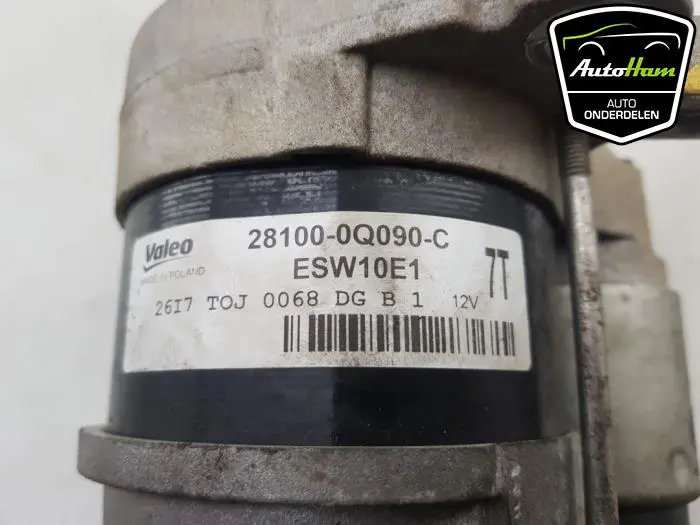 AutoHam
AUTO
ONDERDELEN
Valeo
MADE IN POLAND
28100-0Q090-C
ESW10E1
7T
26I7 TOJ 0068 DG B 1 12V